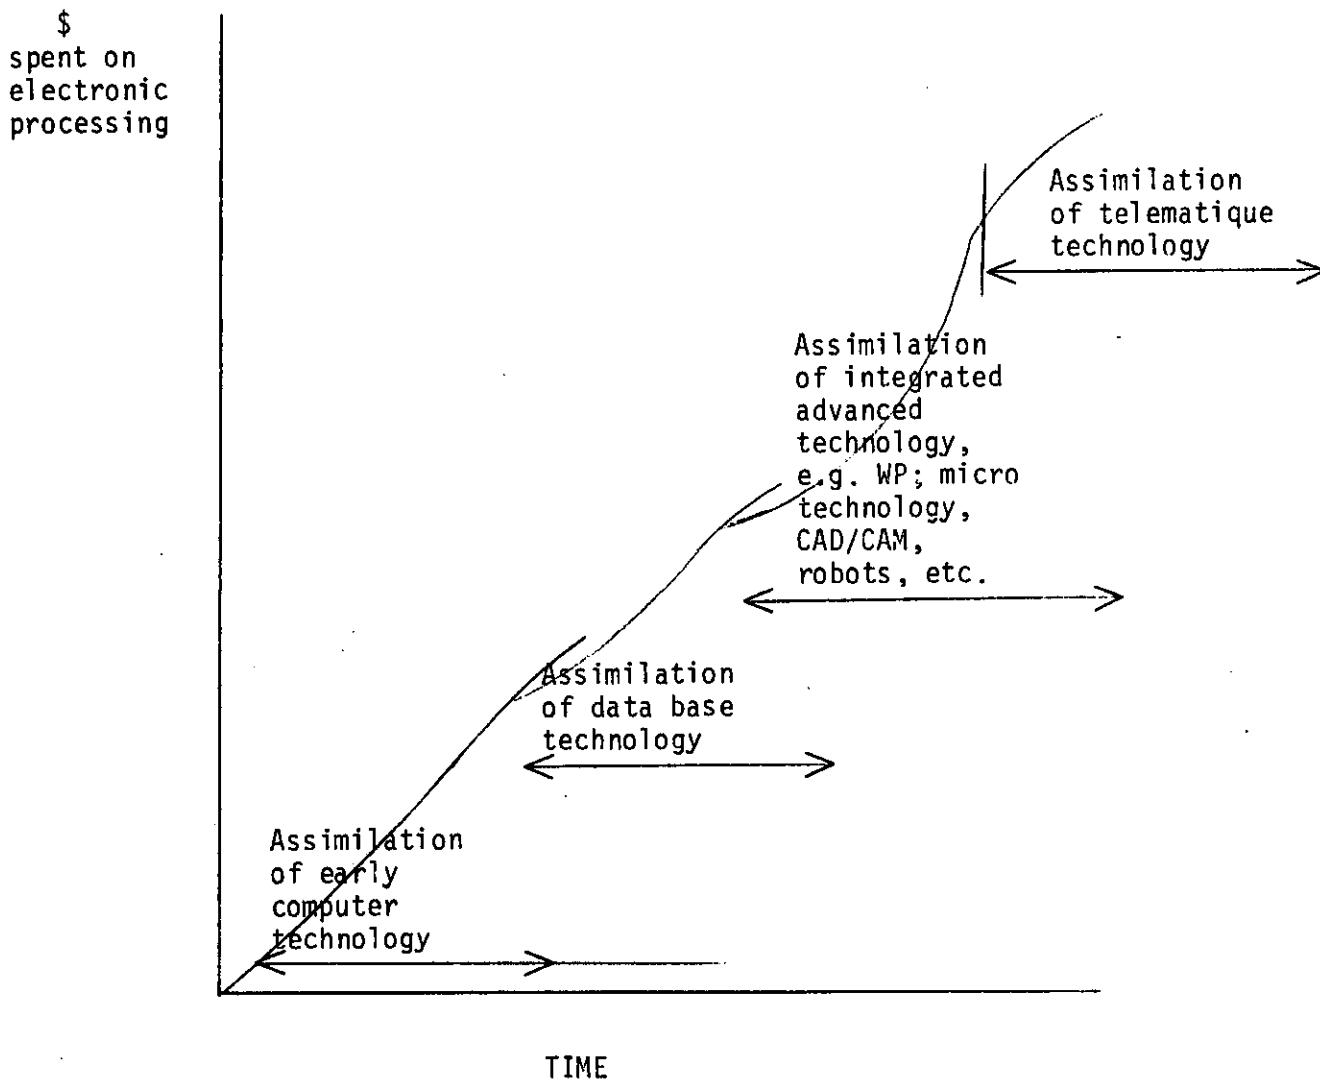 $
spent on
electronic
processing
Assimilation
of telematique
technology
Assimilation
of integrated
advanced
technology,
e.g. WP; micro
technology,
CAD/CAM,
robots, etc.
Assimilation
of data base
technology
Assimilation
of early
computer
technology
TIME